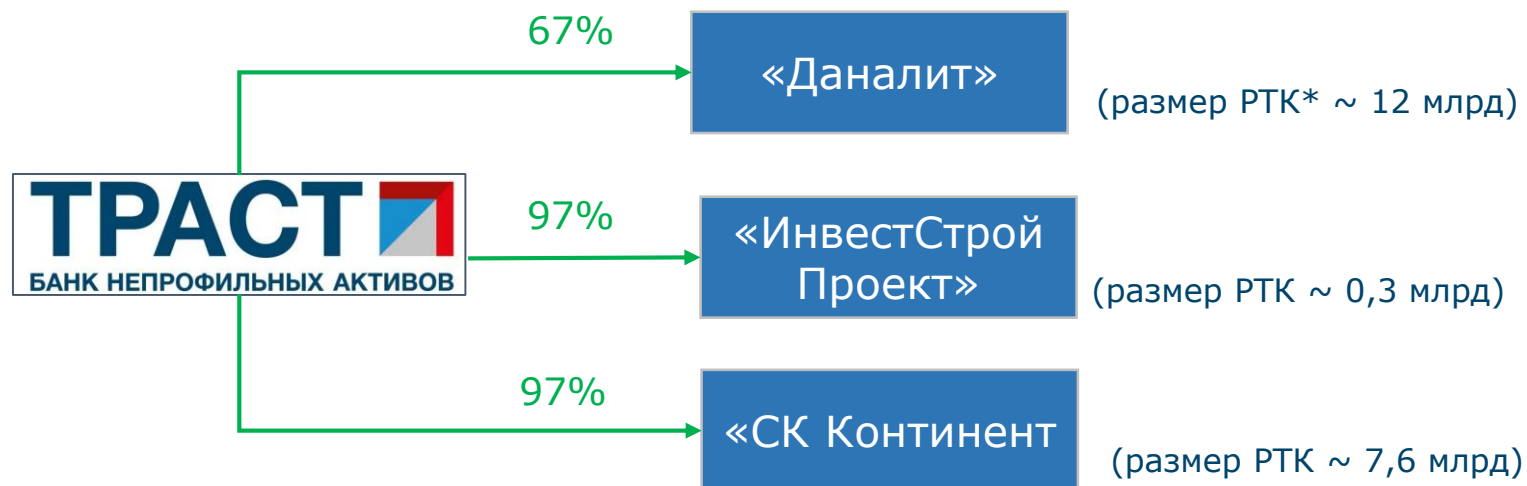 67%
«Даналит»
(размер РТК* ~ 12 млрд)
ТРАСТ
БАНК НЕПРОФИЛЬНЫХ АКТИВОВ
97%
«ИнвестСтрой
Проект»
(размер РТК ~ 0,3 млрд)
97%
«СК Континент
(размер РТК ~ 7,6 млрд)